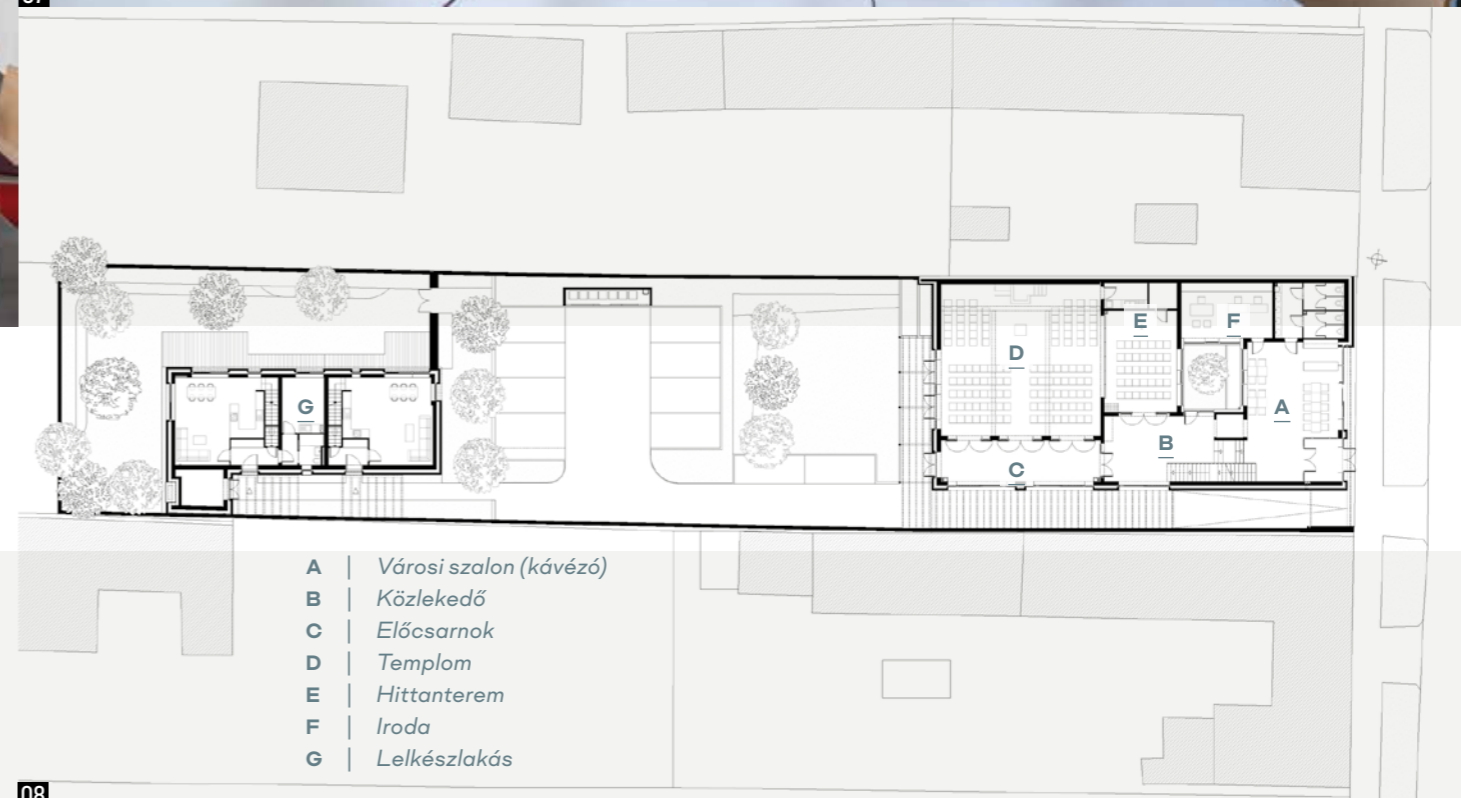 D
E
F
G
A
B
C
A | Városi szalon (kávézó)
B | Közlekedő
C | Előcsarnok
D | Templom
E | Hittanterem
F | Iroda
G | Lelkészlakás
08